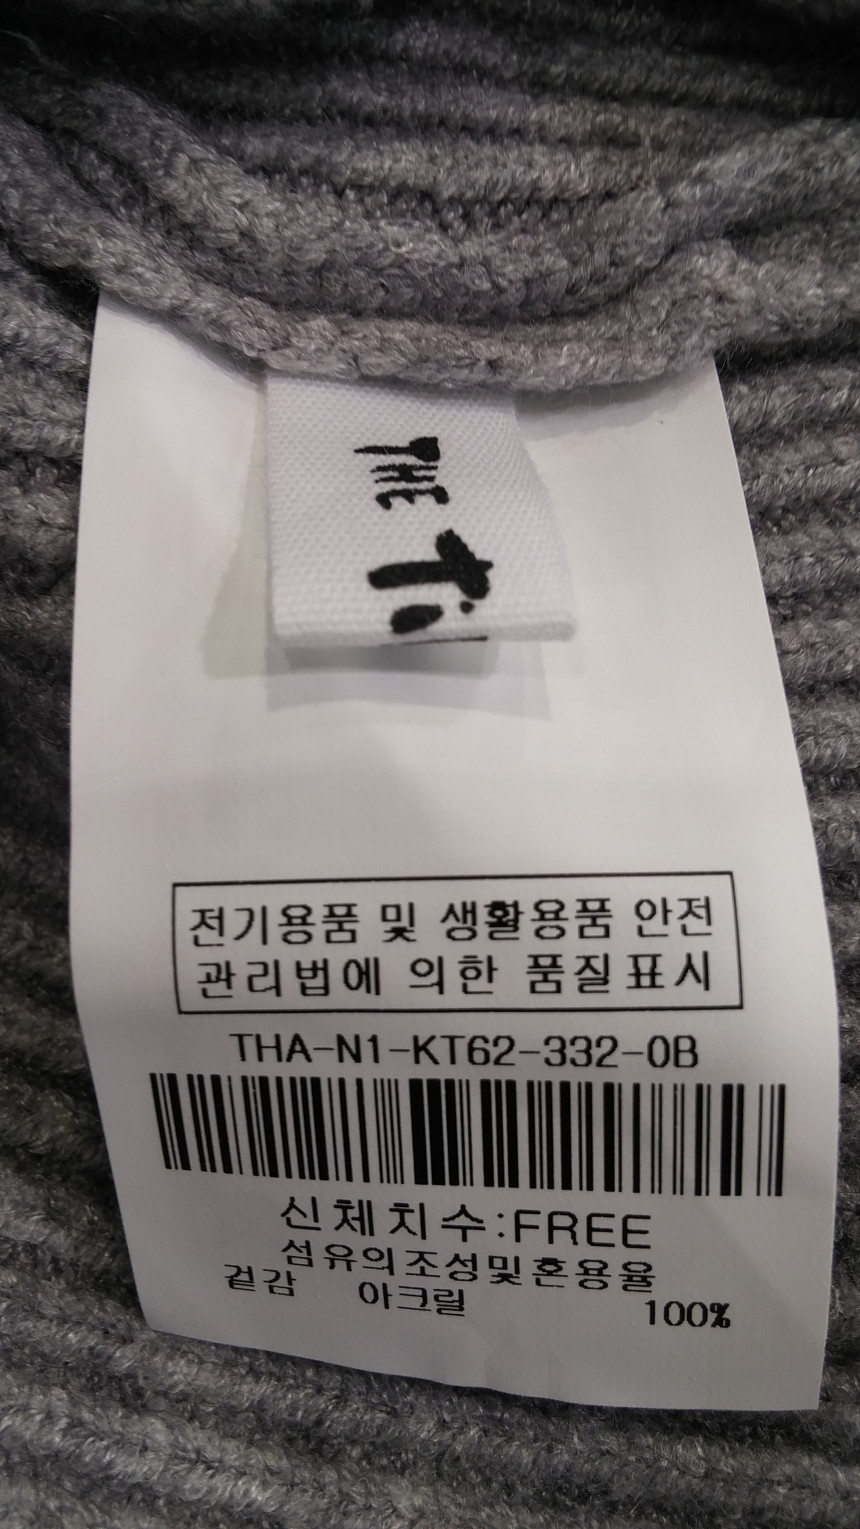 THE
Ti
전기용품 및 생활용품 안전
관리법에 의한 품질표시
THA-N1-KT62-332-0B
신체치수:FREE
섬유의조성및혼용율
겉감 아크릴 100%